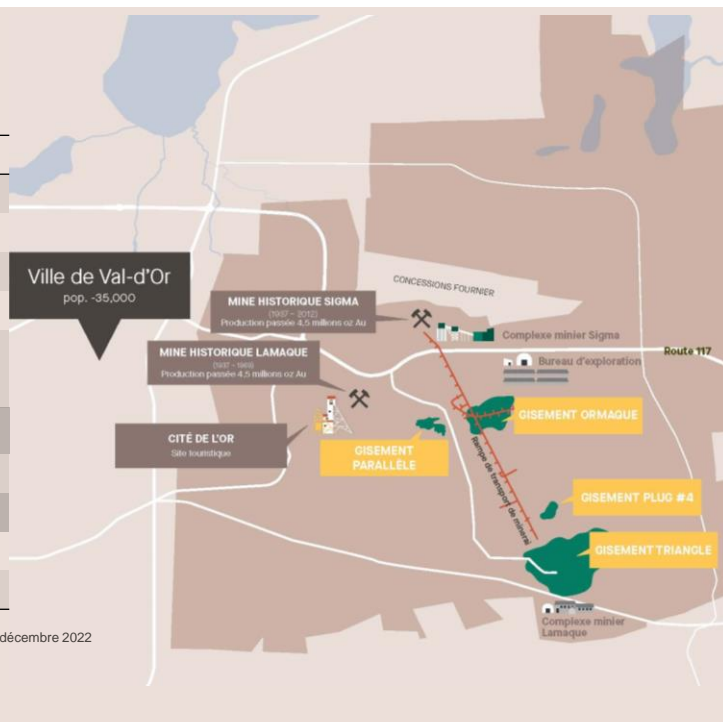 Ville de Val-d'Or
pop. -35,000
CONCESSIONS FOURNIER
MINE HISTORIQUE SIGMA
(1937 - 2012)
Production passée 4,5 millions oz Au
Complexe minier Sigma
Route 117
Bureau d'exploration
MINE HISTORIQUE LAMAQUE
(1937 - 1985)
Production passée 4,5 millions oz Au
GISEMENT ORMAQUE
CITÉ DE L'OR
Site touristique
GISEMENT
PARALLÈLE
Rampe de transport de minerai
GISEMENT PLUG #4
GISEMENT TRIANGLE
Complexe minier
Lamaque
décembre 2022